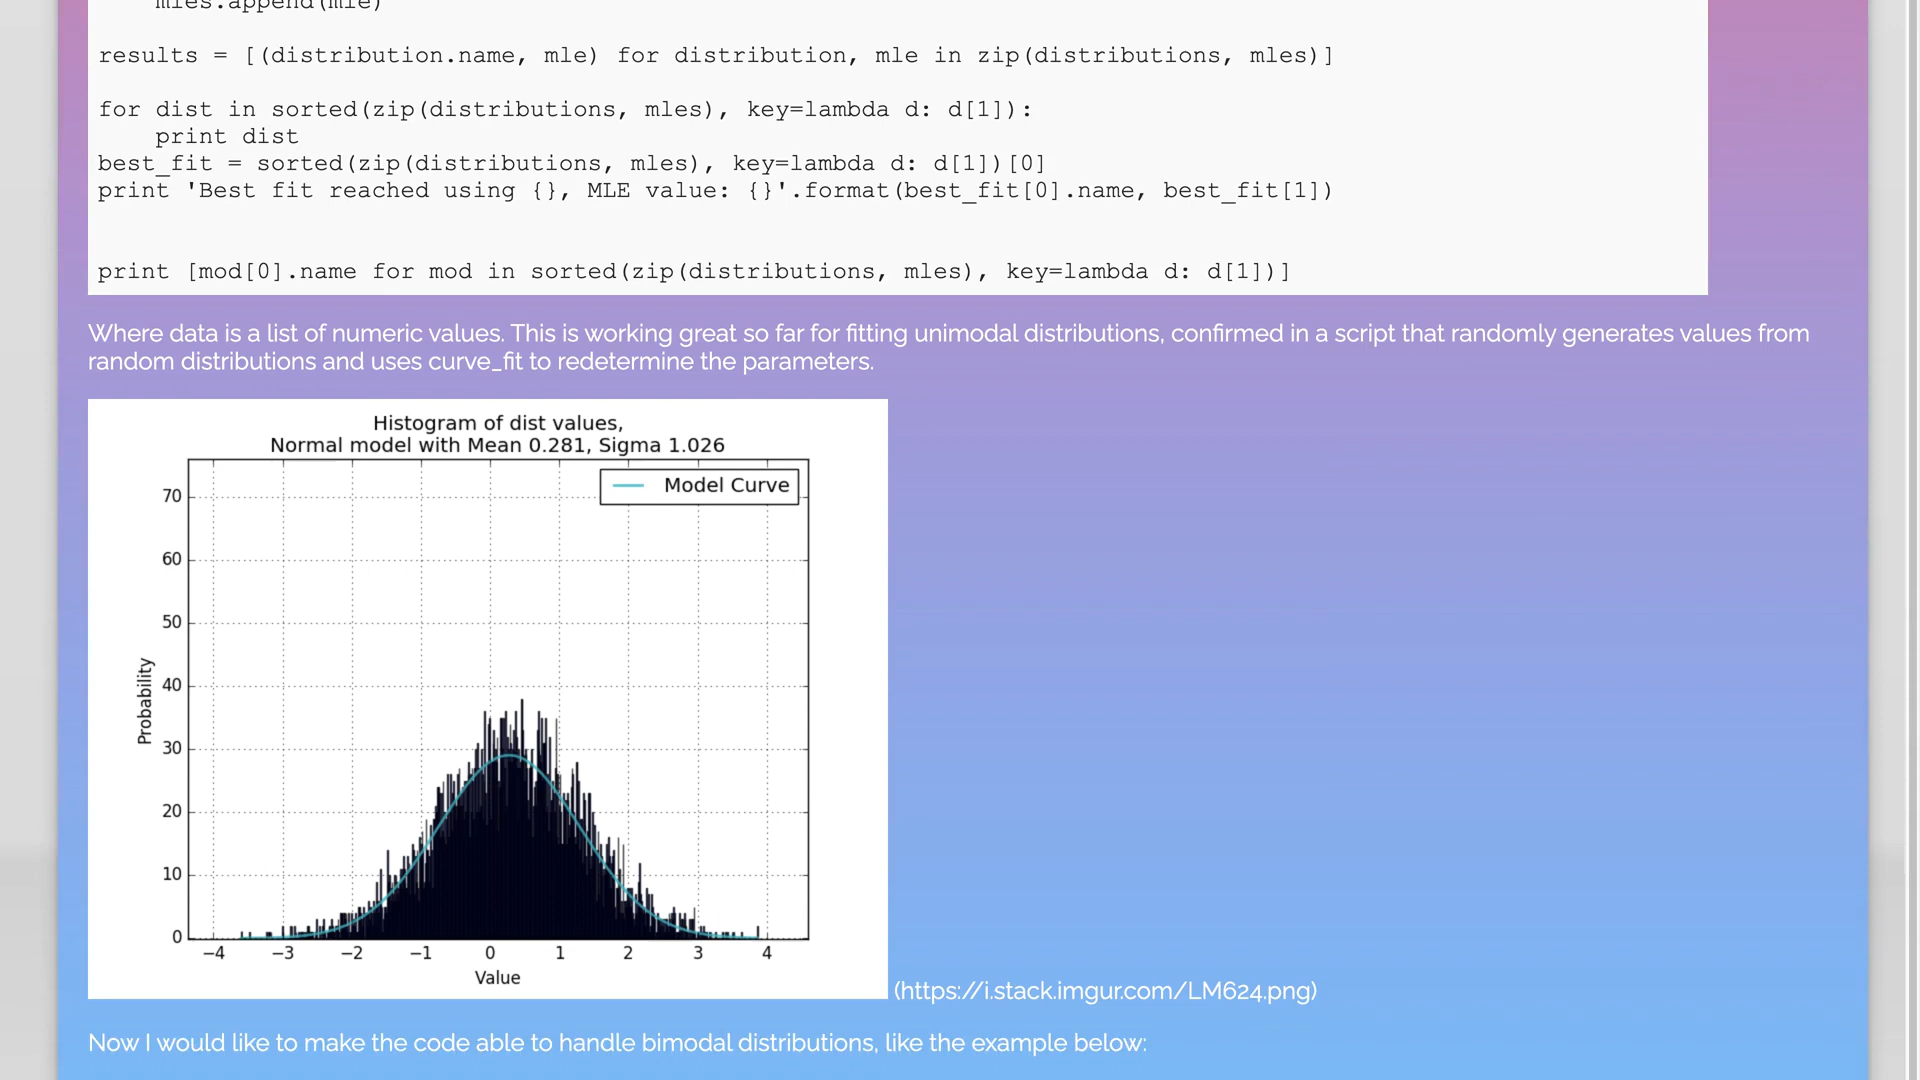 mles.append(mle)
results = [(distribution.name, mle) for distribution, mle in zip(distributions, mles)]
for dist in sorted(zip(distributions, mles), key=lambda d: d[1]):
    print dist
best_fit = sorted(zip(distributions, mles), key=lambda d: d[1])[0]
print 'Best fit reached using {}, MLE value: {}'.format(best_fit[0].name, best_fit[1])
print [mod[0].name for mod in sorted(zip(distributions, mles), key=lambda d: d[1])]
Where data is a list of numeric values. This is working great so far for fitting unimodal distributions, confirmed in a script that randomly generates values from
random distributions and uses curve_fit to redetermine the parameters.
Histogram of dist values,
Normal model with Mean 0.281, Sigma 1.026
Model Curve
70
60
50
40
30
20
10
0
Probability
−4 −3 −2 −1 0 1 2 3 4
Value
(https://i.stack.imgur.com/LM624.png)
Now I would like to make the code able to handle bimodal distributions, like the example below: